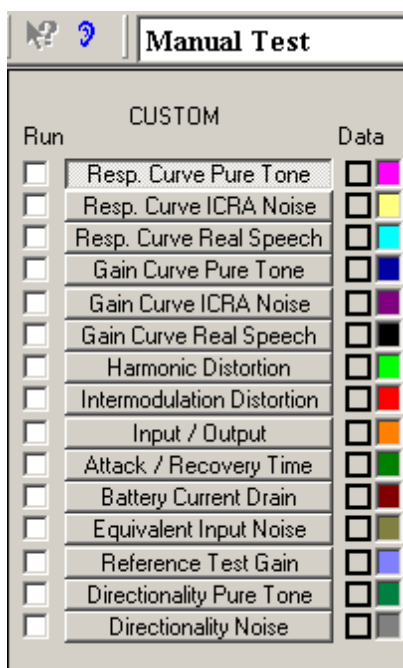 Manual Test
CUSTOM
Run Data
Resp. Curve Pure Tone
Resp. Curve ICRA Noise
Resp. Curve Real Speech
Gain Curve Pure Tone
Gain Curve ICRA Noise
Gain Curve Real Speech
Harmonic Distortion
Intermodulation Distortion
Input / Output
Attack / Recovery Time
Battery Current Drain
Equivalent Input Noise
Reference Test Gain
Directionality Pure Tone
Directionality Noise